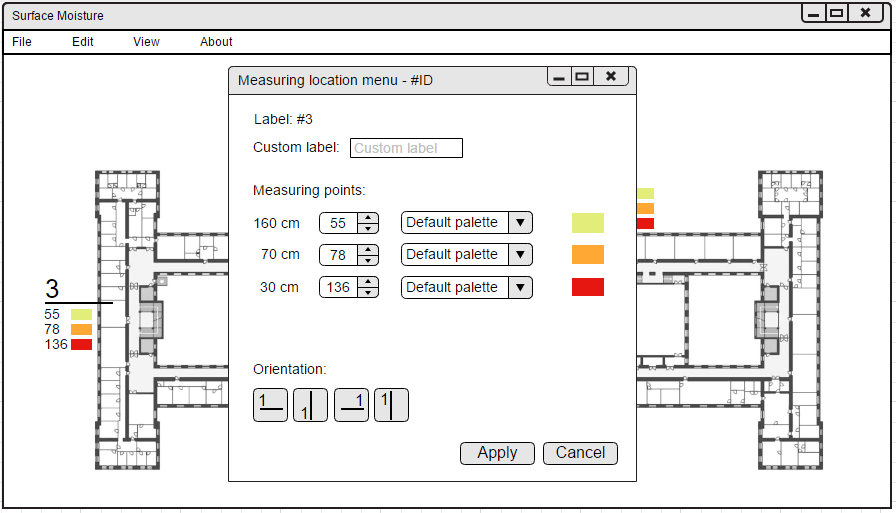 Surface Moisture
File Edit View About
Measuring location menu - #ID
Label: #3
Custom label: Custom label
Measuring points:
160 cm 55 Default palette
70 cm 78 Default palette
30 cm 136 Default palette
3
55
78
136
Orientation:
1 1 1 1
Apply Cancel